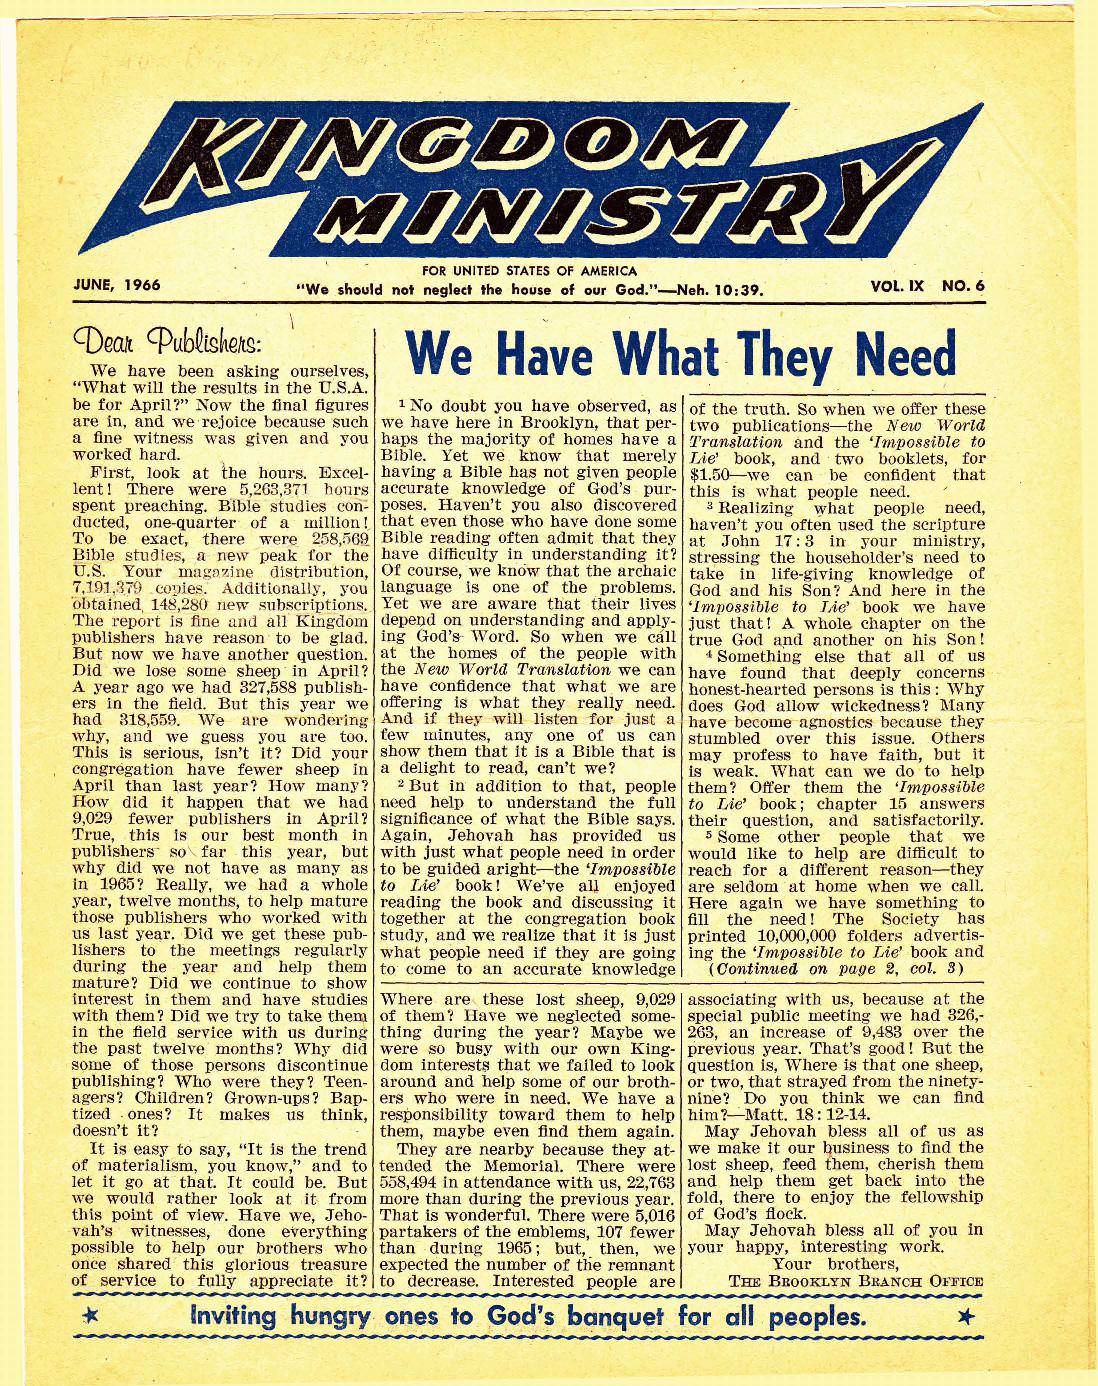 KINGDOM
MINISTRY
FOR UNITED STATES OF AMERICA
JUNE, 1966
"We should not neglect the house of our God."—Neh. 10:39.
VOL. IX NO. 6
Dear Publishers:
We have been asking ourselves,
"What will the results in the U.S.A.
be for April?" Now the final figures
are in, and we rejoice because such
a fine witness was given and you
worked hard.
First, look at the hours. Excel-
lent! There were 5,263,371 hours
spent preaching. Bible studies con-
ducted, one-quarter of a million!
To be exact, there were 258,569
Bible studies, a new peak for the
U.S. Your magazine distribution,
7,191,379 copies. Additionally, you
obtained 148,280 new subscriptions.
The report is fine and all Kingdom
publishers have reason to be glad.
But now we have another question.
Did we lose some sheep in April?
A year ago we had 327,588 publish-
ers in the field. But this year we
had 318,559. We are wondering
why, and we guess you are too.
This is serious, isn't it? Did your
congregation have fewer sheep in
April than last year? How many?
How did it happen that we had
9,029 fewer publishers in April?
True, this is our best month in
publishers so far this year, but
why did we not have as many as
in 1965? Really, we had a whole
year, twelve months, to help mature
those publishers who worked with
us last year. Did we get these pub-
lishers to the meetings regularly
during the year and help them
mature? Did we continue to show
interest in them and have studies
with them? Did we try to take them
in the field service with us during
the past twelve months? Why did
some of those persons discontinue
publishing? Who were they? Teen-
agers? Children? Grown-ups? Bap-
tized ones? It makes us think,
doesn't it?
It is easy to say, "It is the trend
of materialism, you know," and to
let it go at that. It could be. But
we would rather look at it from
this point of view. Have we, Jeho-
vah's witnesses, done everything
possible to help our brothers who
once shared this glorious treasure
of service to fully appreciate it?
Where are these lost sheep, 9,029
of them? Have we neglected some-
thing during the year? Maybe we
were so busy with our own King-
dom interests that we failed to look
around and help some of our broth-
ers who were in need. We have a
responsibility toward them to help
them, maybe even find them again.
They are nearby because they at-
tended the Memorial. There were
558,494 in attendance with us, 22,763
more than during the previous year.
That is wonderful. There were 5,016
partakers of the emblems, 107 fewer
than during 1965; but, then, we
expected the number of the remnant
to decrease. Interested people are
associating with us, because at the
special public meeting we had 326,-
263, an increase of 9,483 over the
previous year. That's good! But the
question is, Where is that one sheep,
or two, that strayed from the ninety-
nine? Do you think we can find
him?—Matt. 18:12-14.
May Jehovah bless all of us as
we make it our business to find the
lost sheep, feed them, cherish them
and help them get back into the
fold, there to enjoy the fellowship
of God's flock.
May Jehovah bless all of you in
your happy, interesting work.
Your brothers,
THE BROOKLYN BRANCH OFFICE
We Have What They Need
1 No doubt you have observed, as
we have here in Brooklyn, that per-
haps the majority of homes have a
Bible. Yet we know that merely
having a Bible has not given people
accurate knowledge of God's pur-
poses. Haven't you also discovered
that even those who have done some
Bible reading often admit that they
have difficulty in understanding it?
Of course, we know that the archaic
language is one of the problems.
Yet we are aware that their lives
depend on understanding and apply-
ing God's Word. So when we call
at the homes of the people with
the New World Translation we can
have confidence that what we are
offering is what they really need.
And if they will listen for just a
few minutes, any one of us can
show them that it is a Bible that is
a delight to read, can't we?
2 But in addition to that, people
need help to understand the full
significance of what the Bible says.
Again, Jehovah has provided us
with just what people need in order
to be guided aright—the 'Impossible
to Lie' book! We've all enjoyed
reading the book and discussing it
together at the congregation book
study, and we realize that it is just
what people need if they are going
to come to an accurate knowledge
of the truth. So when we offer these
two publications—the New World
Translation and the 'Impossible to
Lie' book, and two booklets, for
$1.50—we can be confident that
this is what people need.
3 Realizing what people need,
haven't you often used the scripture
at John 17:3 in your ministry,
stressing the householder's need to
take in life-giving knowledge of
God and his Son? And here in the
'Impossible to Lie' book we have
just that! A whole chapter on the
true God and another on his Son!
4 Something else that all of us
have found that deeply concerns
honest-hearted persons is this: Why
does God allow wickedness? Many
have become agnostics because they
stumbled over this issue. Others
may profess to have faith, but it
is weak. What can we do to help
them? Offer them the 'Impossible
to Lie' book; chapter 15 answers
their question, and satisfactorily.
5 Some other people that we
would like to help are difficult to
reach for a different reason—they
are seldom at home when we call.
Here again we have something to
fill the need! The Society has
printed 10,000,000 folders advertis-
ing the 'Impossible to Lie' book and
(Continued on page 2, col. 3)
★ Inviting hungry ones to God's banquet for all peoples. ★